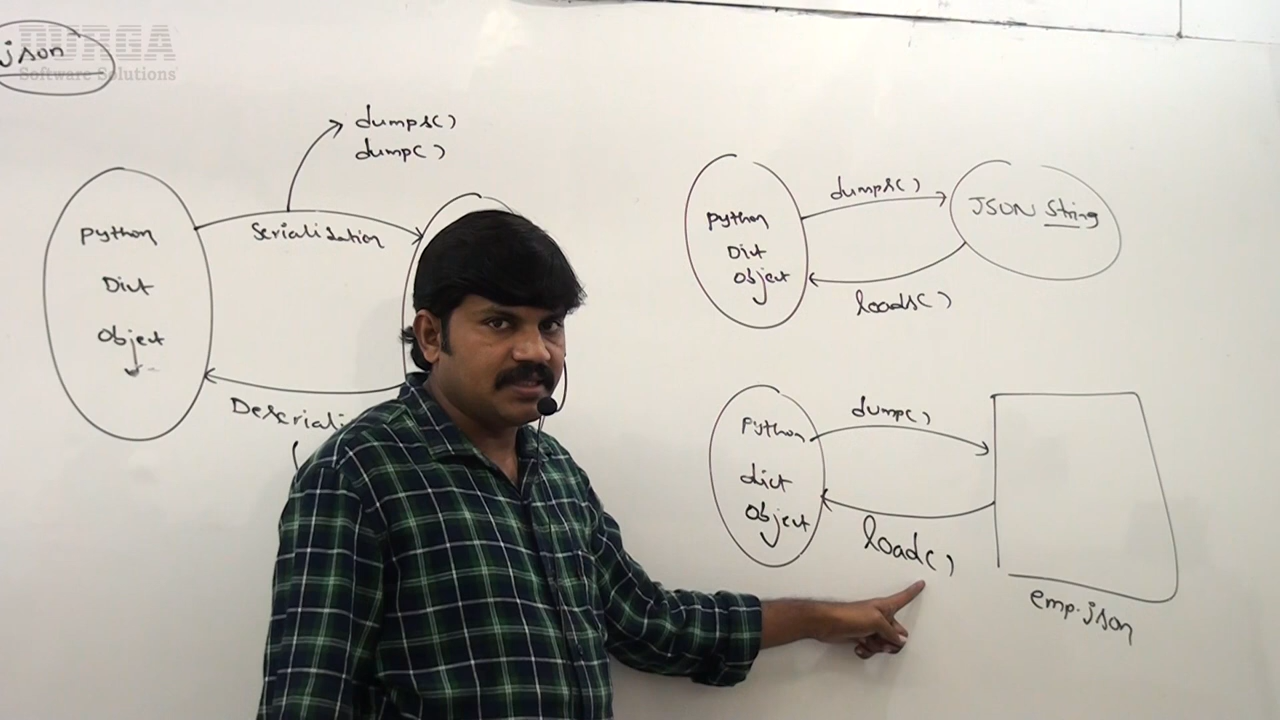 json
DURGA
Software Solutions
dumps()
dump()
Python
Dict
Object
Serialization
Deseriali
Python
Dict
Object
dumps()
JSON String
loads()
Python
dict
Object
dump()
load()
emp.json